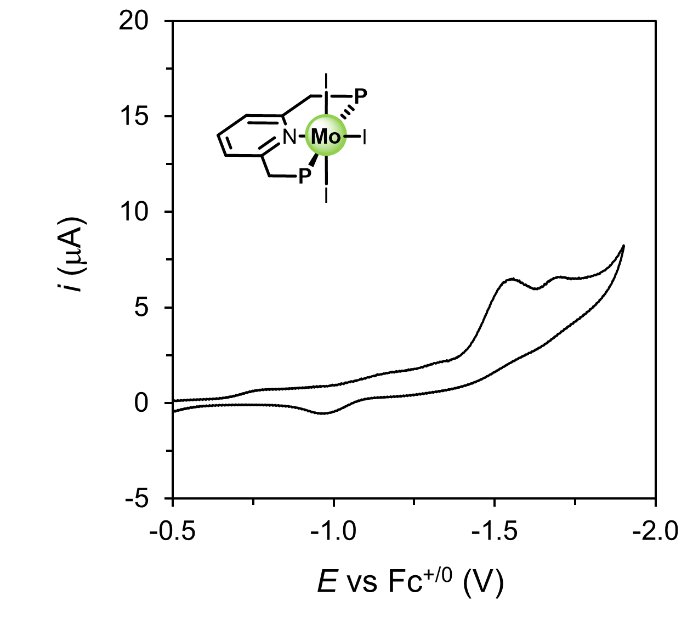 20
15
10
5
0
-5
-0.5 -1.0 -1.5 -2.0
i (μA)
E vs Fc⁺/⁰ (V)
I
P
N Mo I
P
I